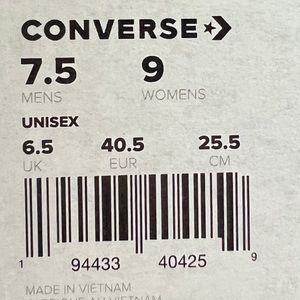 CONVERSE
7.5 9
MENS WOMENS
UNISEX
6.5 40.5 25.5
UK EUR CM
1 94433 40425 9
MADE IN VIETNAM